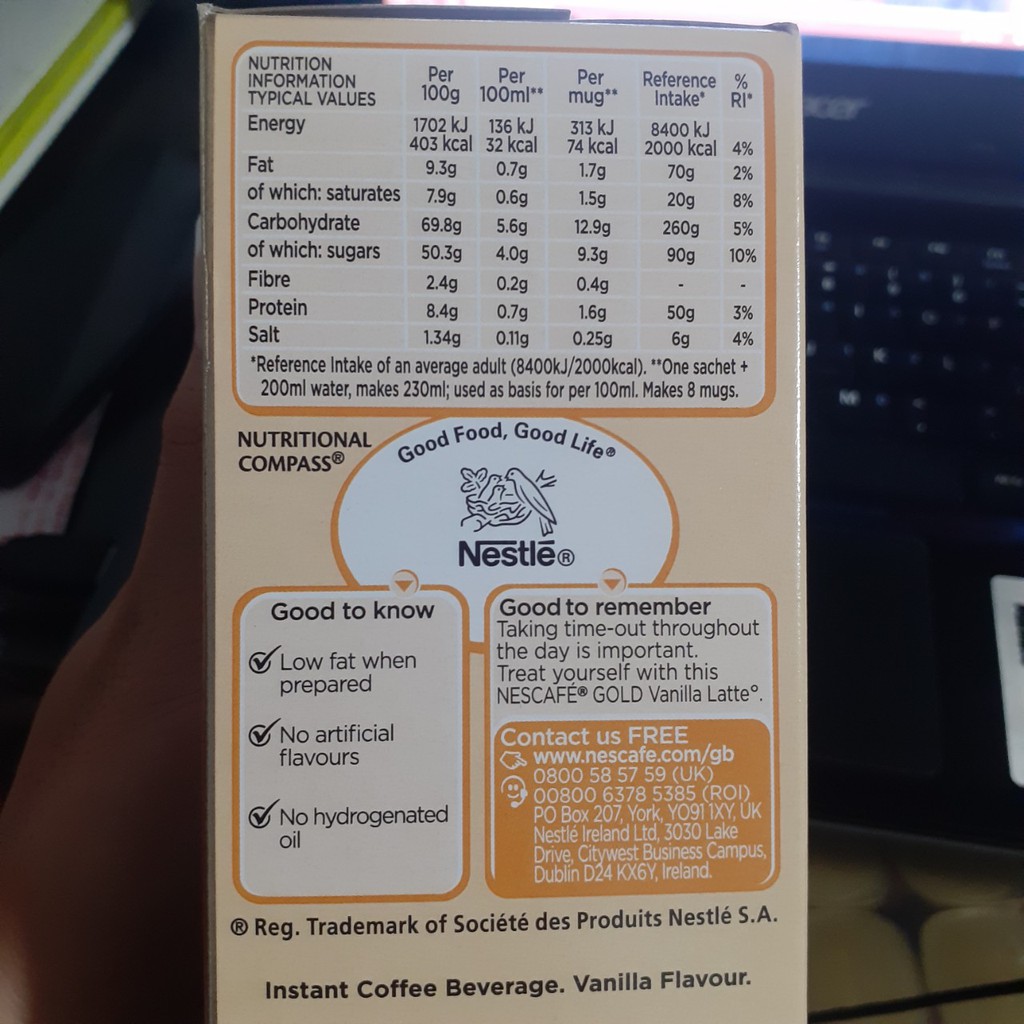 NUTRITION INFORMATION TYPICAL VALUES Per 100g Per 100ml** Per mug** Reference Intake* % RI*
Energy 1702 kJ 403 kcal 136 kJ 32 kcal 313 kJ 74 kcal 8400 kJ 2000 kcal 4%
Fat 9.3g 0.7g 1.7g 70g 2%
of which: saturates 7.9g 0.6g 1.5g 20g 8%
Carbohydrate 69.8g 5.6g 12.9g 260g 5%
of which: sugars 50.3g 4.0g 9.3g 90g 10%
Fibre 2.4g 0.2g 0.4g - -
Protein 8.4g 0.7g 1.6g 50g 3%
Salt 1.34g 0.11g 0.25g 6g 4%
*Reference Intake of an average adult (8400kJ/2000kcal). **One sachet +
200ml water, makes 230ml; used as basis for per 100ml. Makes 8 mugs.
NUTRITIONAL
COMPASS®
Good Food, Good Life®
Nestlé®
Good to know
Low fat when
prepared
No artificial
flavours
No hydrogenated
oil
Good to remember
Taking time-out throughout
the day is important.
Treat yourself with this
NESCAFÉ® GOLD Vanilla Latte°.
Contact us FREE
www.nescafe.com/gb
0800 58 57 59 (UK)
00800 6378 5385 (ROI)
PO Box 207, York, YO91 1XY, UK
Nestlé Ireland Ltd, 3030 Lake
Drive, Citywest Business Campus,
Dublin D24 KX6Y, Ireland.
® Reg. Trademark of Société des Produits Nestlé S.A.
Instant Coffee Beverage. Vanilla Flavour.
acer